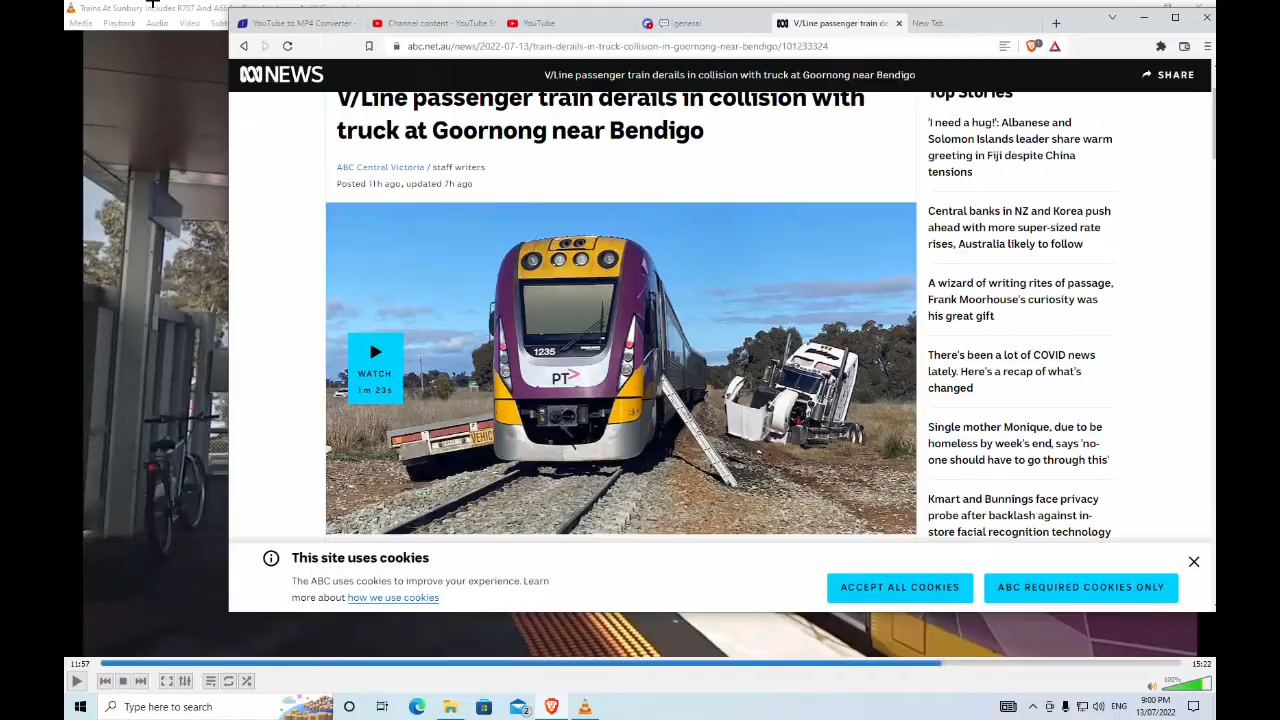 Trains At Sunbury Includes R707 And A66
Media Playback Audio Video
YouTube to MP4 Converter -
Channel content - YouTube St
YouTube
general
V/Line passenger train de
New Tab
abc.net.au/news/2022-07-13/train-derails-in-truck-collision-in-goornong-near-bendigo/101233324
NEWS
V/Line passenger train derails in collision with truck at Goornong near Bendigo
SHARE
V/Line passenger train derails in collision with
truck at Goornong near Bendigo
ABC Central Victoria / staff writers
Posted 11h ago, updated 7h ago
WATCH
1m 23s
1235
PT>
VEHIC
Top Stories
'I need a hug!': Albanese and
Solomon Islands leader share warm
greeting in Fiji despite China
tensions
Central banks in NZ and Korea push
ahead with more super-sized rate
rises, Australia likely to follow
A wizard of writing rites of passage,
Frank Moorhouse's curiosity was
his great gift
There's been a lot of COVID news
lately. Here's a recap of what's
changed
Single mother Monique, due to be
homeless by week's end, says 'no-
one should have to go through this'
Kmart and Bunnings face privacy
probe after backlash against in-
store facial recognition technology
This site uses cookies
The ABC uses cookies to improve your experience. Learn
more about how we use cookies
ACCEPT ALL COOKIES
ABC REQUIRED COOKIES ONLY
11:57
15:22
100%
Type here to search
2
ENG
9:00 PM
13/07/2022